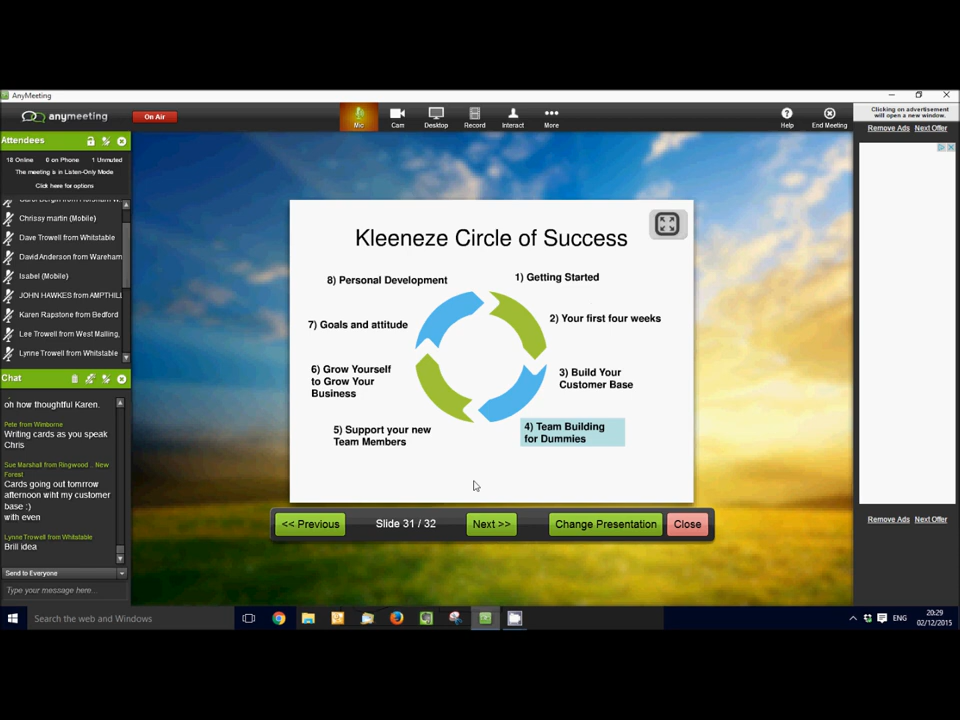 AnyMeeting
anymeeting
On Air
Mic
Cam
Desktop
Record
Interact
More
Help
End Meeting
Clicking on advertisement
will open a new window.
Remove Ads Next Offer
Attendees
18 Online 0 on Phone 1 Unmuted
The meeting is in Listen-Only Mode
Click here for options
Chrissy martin (Mobile)
Dave Trowell from Whitstable
David Anderson from Wareham
Isabel (Mobile)
JOHN HAWKES from AMPTHILL
Karen Rapstone from Bedford
Lee Trowell from West Malling,
Lynne Trowell from Whitstable
Chat
oh how thoughtful Karen.
Pete from Wimborne
Writing cards as you speak
Chris
Sue Marshall from Ringwood .. New
Forest
Cards going out tomrrow
afternoon wiht my customer
base :)
with even
Lynne Trowell from Whitstable
Brill idea
Send to Everyone
Type your message here...
Kleeneze Circle of Success
1) Getting Started
2) Your first four weeks
3) Build Your
Customer Base
4) Team Building
for Dummies
5) Support your new
Team Members
6) Grow Yourself
to Grow Your
Business
7) Goals and attitude
8) Personal Development
<< Previous
Slide 31 / 32
Next >>
Change Presentation
Close
Remove Ads Next Offer
Search the web and Windows
ENG
20:29
02/12/2015